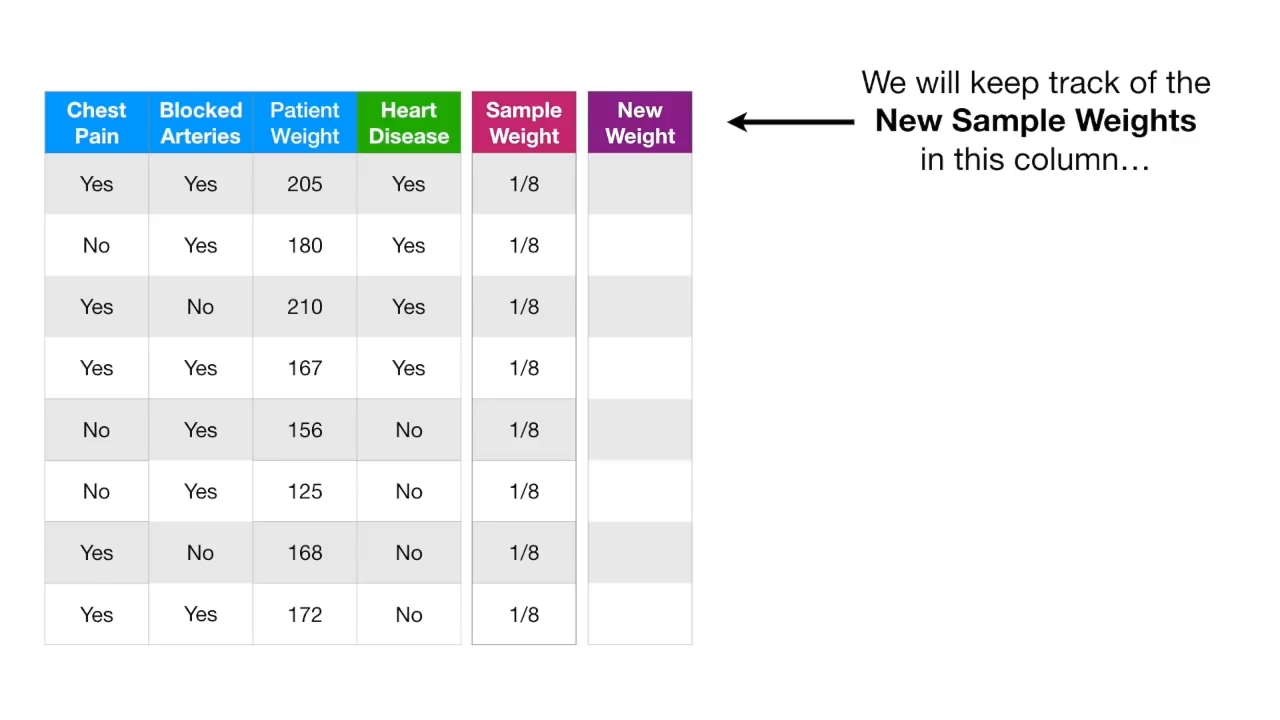 We will keep track of the
New Sample Weights
in this column…
Chest Pain Blocked Arteries Patient Weight Heart Disease Sample Weight New Weight
Yes Yes 205 Yes 1/8
No Yes 180 Yes 1/8
Yes No 210 Yes 1/8
Yes Yes 167 Yes 1/8
No Yes 156 No 1/8
No Yes 125 No 1/8
Yes No 168 No 1/8
Yes Yes 172 No 1/8